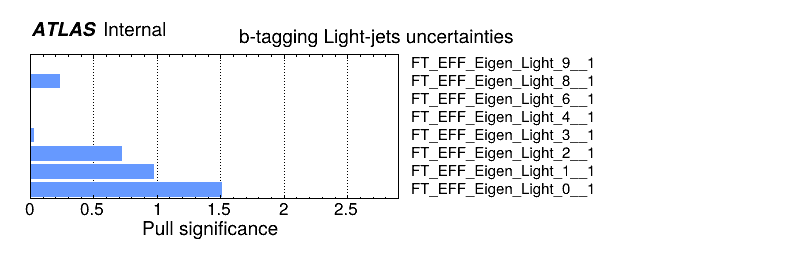 ATLAS Internal
b-tagging Light-jets uncertainties
FT_EFF_Eigen_Light_9__1
FT_EFF_Eigen_Light_8__1
FT_EFF_Eigen_Light_6__1
FT_EFF_Eigen_Light_4__1
FT_EFF_Eigen_Light_3__1
FT_EFF_Eigen_Light_2__1
FT_EFF_Eigen_Light_1__1
FT_EFF_Eigen_Light_0__1
0 0.5 1 1.5 2 2.5
Pull significance